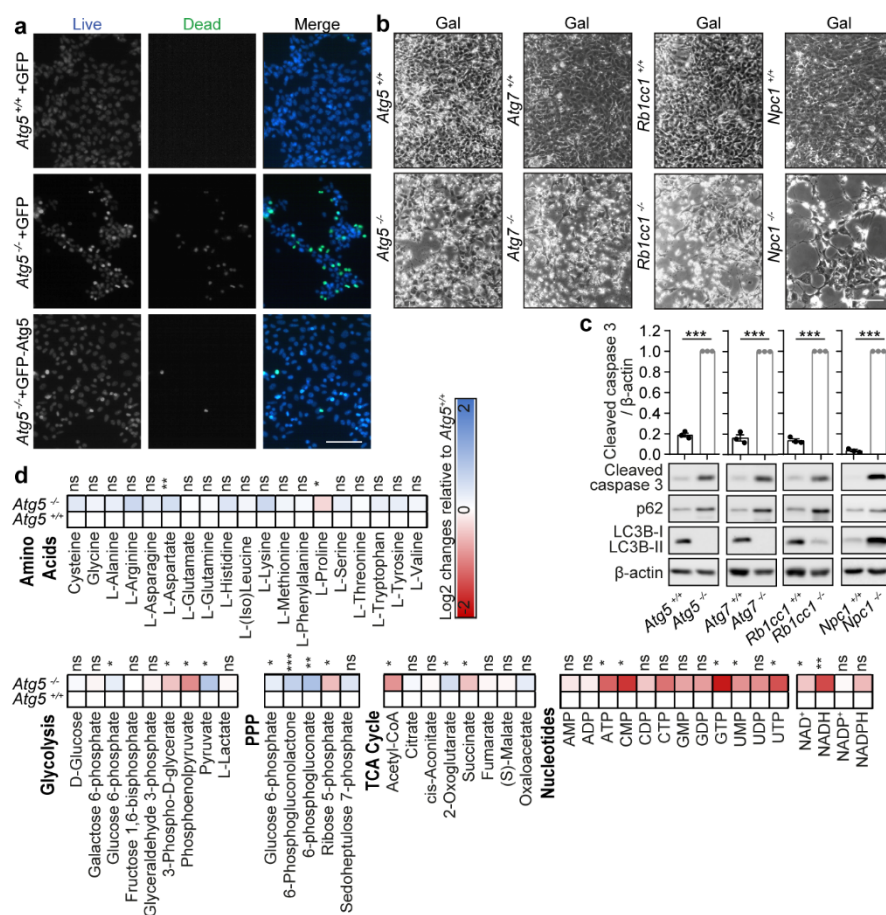 a
Live
Dead
Merge
Atg5 +/+ +GFP
Atg5 -/- +GFP
Atg5 -/- +GFP-Atg5
b
Gal
Gal
Gal
Gal
Atg5 +/+
Atg7 +/+
Rb1cc1 +/+
Npc1 +/+
Atg5 -/-
Atg7 -/-
Rb1cc1 -/-
Npc1 -/-
c
Cleaved caspase 3
/ β-actin
1.2
1.0
0.8
0.6
0.4
0.2
0
***
***
***
***
Cleaved
caspase 3
p62
LC3B-I
LC3B-II
β-actin
Atg5 +/+
Atg5 -/-
Atg7 +/+
Atg7 -/-
Rb1cc1 +/+
Rb1cc1 -/-
Npc1 +/+
Npc1 -/-
Log2 changes relative to Atg5 +/+
2
0
-2
d
ns ns ns ns ns ** ns ns ns ns ns ns ns * ns ns ns ns ns
Atg5 -/-
Atg5 +/+
Amino
Acids
Cysteine
Glycine
L-Alanine
L-Arginine
L-Asparagine
L-Aspartate
L-Glutamate
L-Glutamine
L-Histidine
L-(Iso)Leucine
L-Lysine
L-Methionine
L-Phenylalanine
L-Proline
L-Serine
L-Threonine
L-Tryptophan
L-Tyrosine
L-Valine
ns ns * ns ns * * * ns
Atg5 -/-
Atg5 +/+
Glycolysis
D-Glucose
Galactose 6-phosphate
Glucose 6-phosphate
Fructose 1,6-bisphosphate
Glyceraldehyde 3-phosphate
3-Phospho-D-glycerate
Phosphoenolpyruvate
Pyruvate
L-Lactate
* *** ** * ns
PPP
Glucose 6-phosphate
6-Phosphogluconolactone
6-phosphogluconate
Ribose 5-phosphate
Sedoheptulose 7-phosphate
* ns ns * * ns ns ns
TCA Cycle
Acetyl-CoA
Citrate
cis-Aconitate
2-Oxoglutarate
Succinate
Fumarate
(S)-Malate
Oxaloacetate
ns ns * * ns ns ns ns * * ns *
Nucleotides
AMP
ADP
ATP
CMP
CDP
CTP
GMP
GDP
GTP
UMP
UDP
UTP
* ** ns ns
NAD+
NADH
NADP+
NADPH